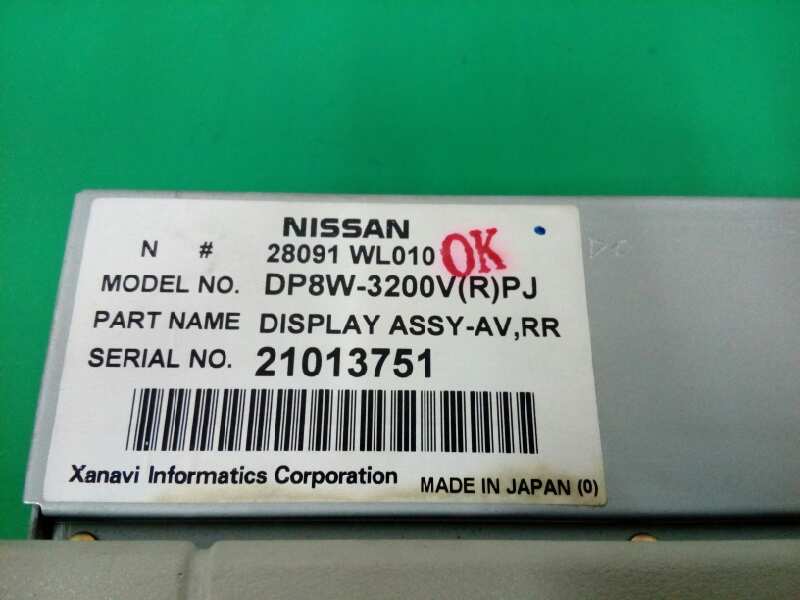 NISSAN
N # 28091 WL010 OK
MODEL NO. DP8W-3200V(R)PJ
PART NAME DISPLAY ASSY-AV,RR
SERIAL NO. 21013751
Xanavi Informatics Corporation MADE IN JAPAN (0)